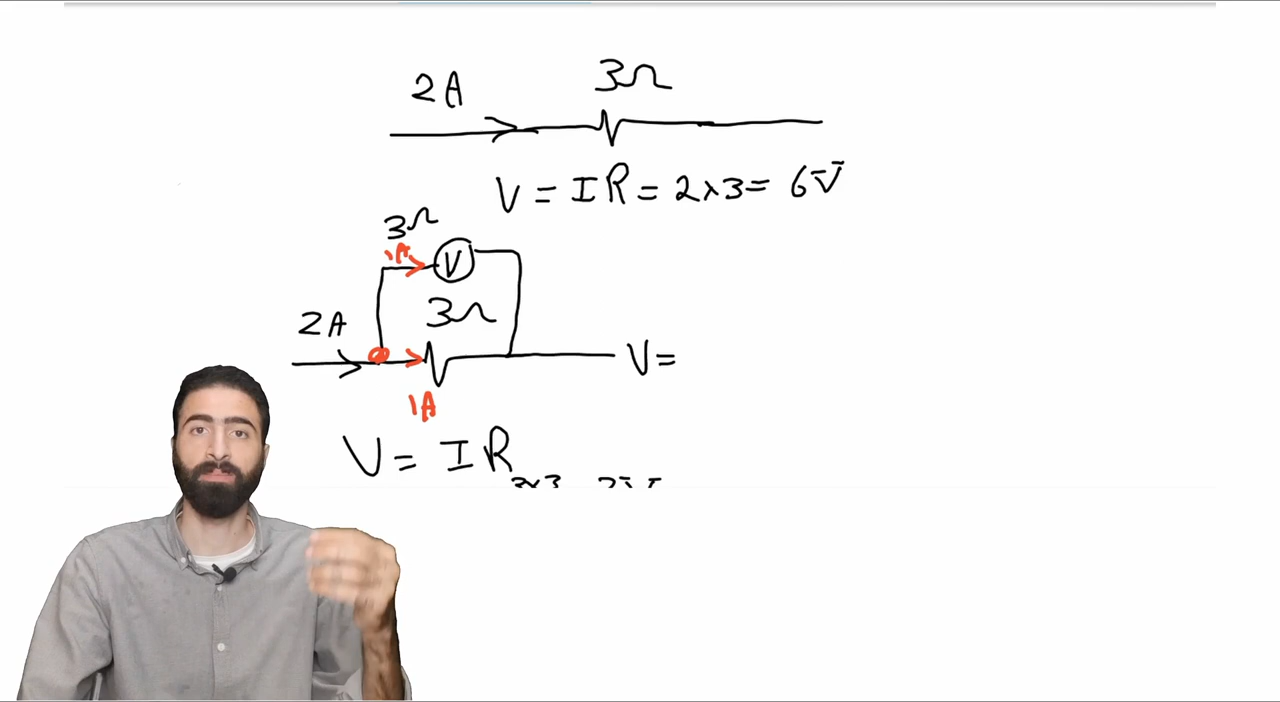 2A 3Ω
V = IR = 2×3 = 6V
3Ω
1A
V
3Ω
2A
V =
1A
V = IR